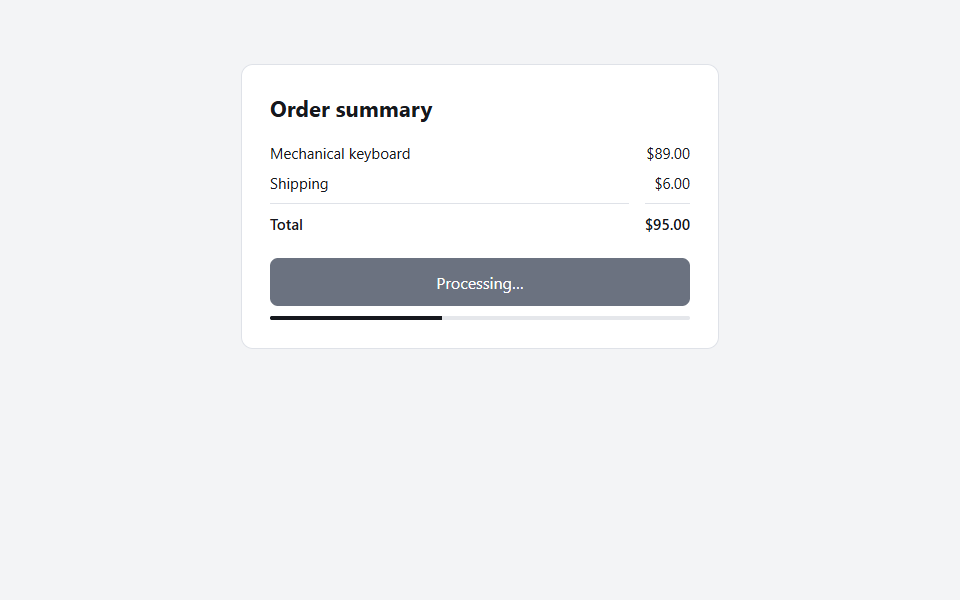 Order summary
Mechanical keyboard $89.00
Shipping $6.00
Total $95.00
Processing...